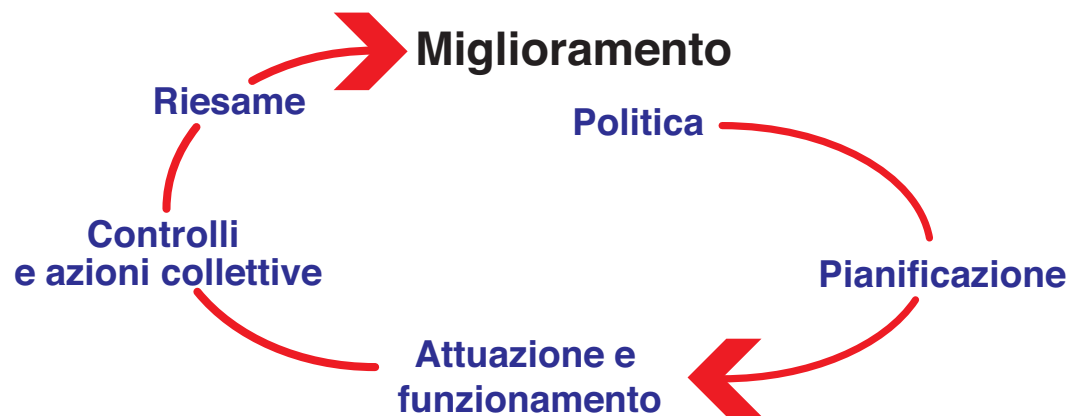 Miglioramento
Politica
Pianificazione
Attuazione e
funzionamento
Controlli
e azioni collettive
Riesame